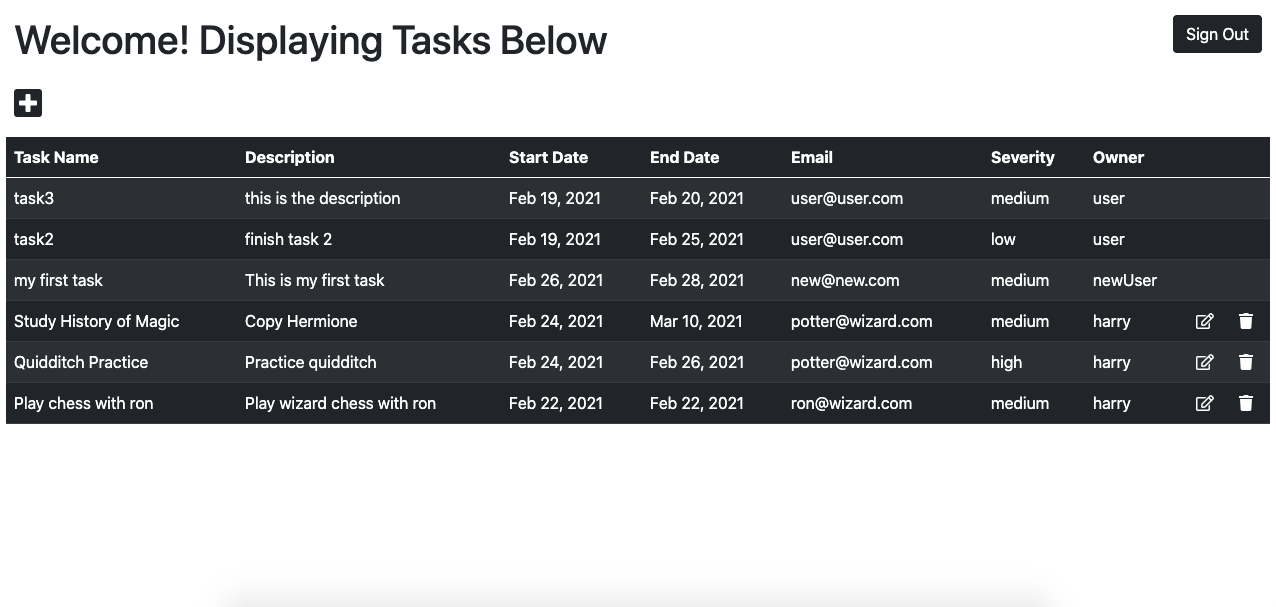 Welcome! Displaying Tasks Below
Sign Out
Task Name Description Start Date End Date Email Severity Owner
task3 this is the description Feb 19, 2021 Feb 20, 2021 user@user.com medium user
task2 finish task 2 Feb 19, 2021 Feb 25, 2021 user@user.com low user
my first task This is my first task Feb 26, 2021 Feb 28, 2021 new@new.com medium newUser
Study History of Magic Copy Hermione Feb 24, 2021 Mar 10, 2021 potter@wizard.com medium harry
Quidditch Practice Practice quidditch Feb 24, 2021 Feb 26, 2021 potter@wizard.com high harry
Play chess with ron Play wizard chess with ron Feb 22, 2021 Feb 22, 2021 ron@wizard.com medium harry